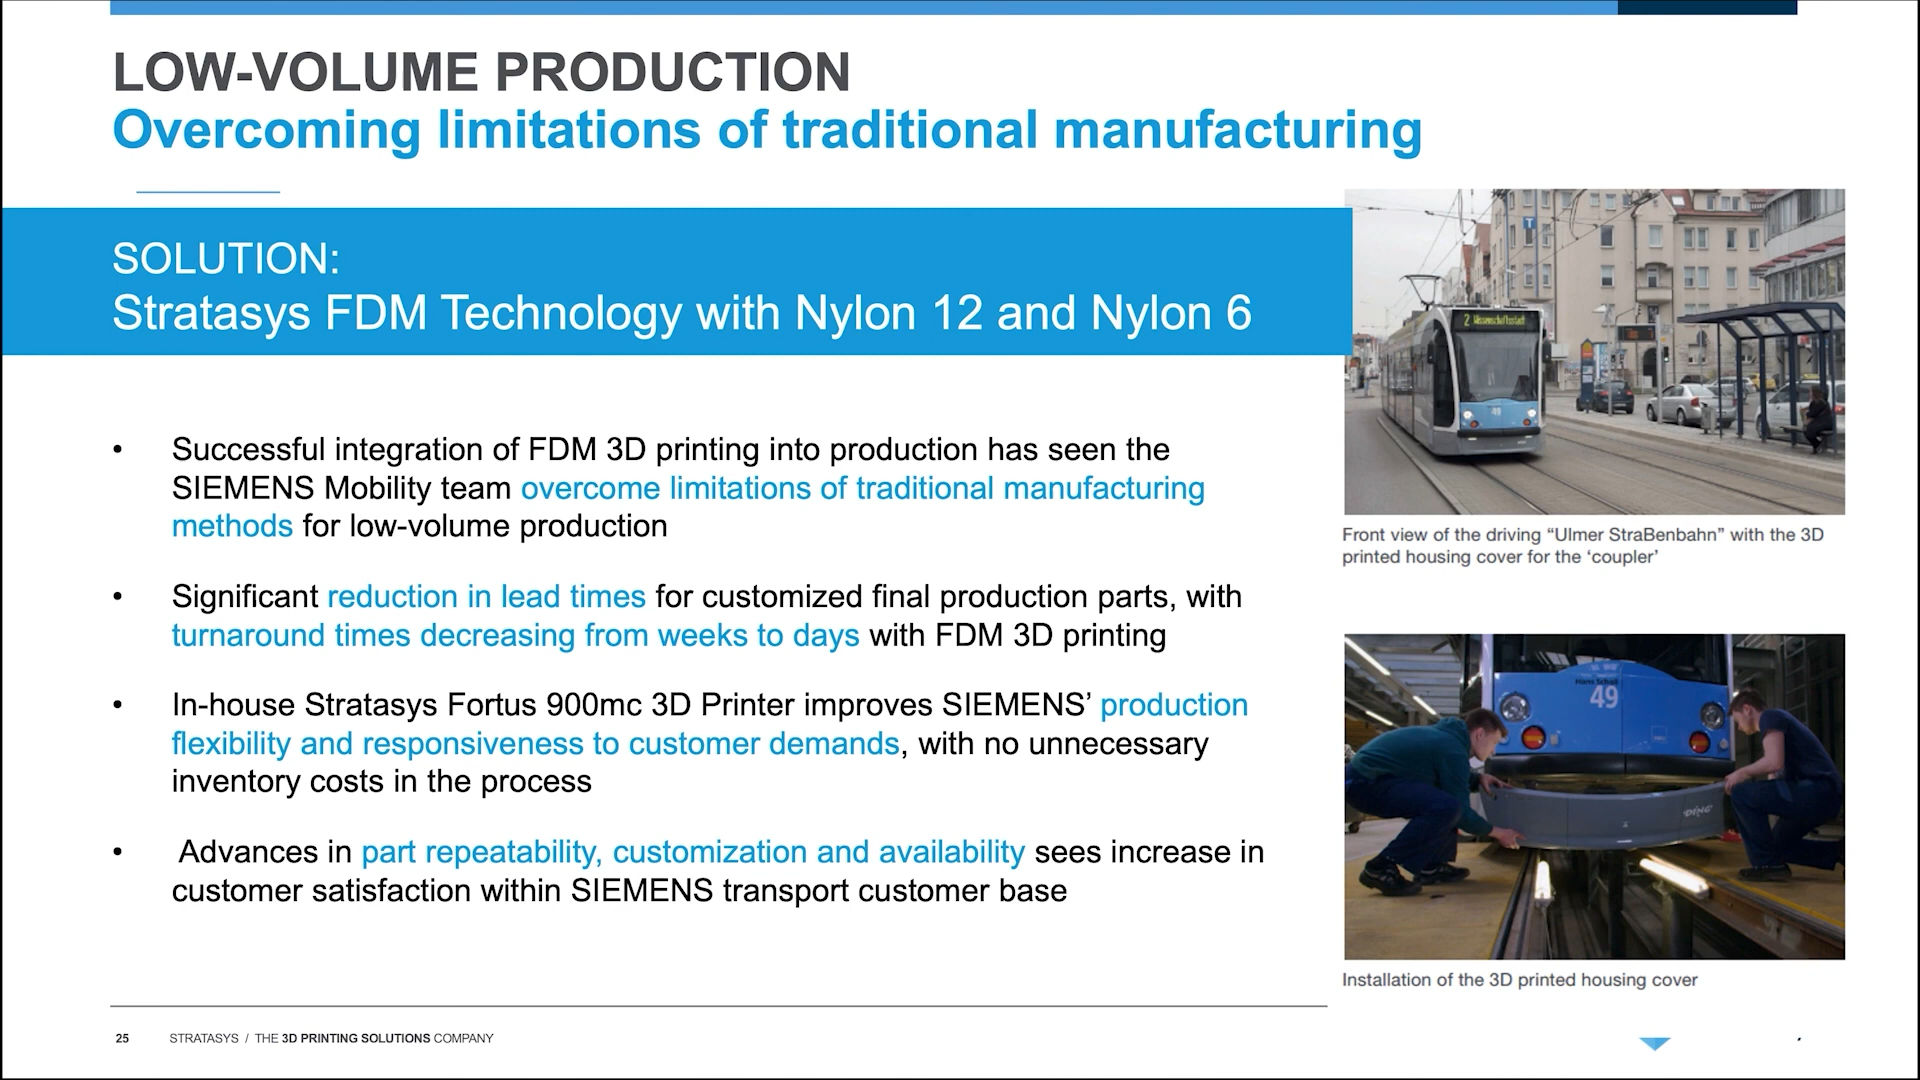 LOW-VOLUME PRODUCTION
Overcoming limitations of traditional manufacturing
SOLUTION:
Stratasys FDM Technology with Nylon 12 and Nylon 6
• Successful integration of FDM 3D printing into production has seen the
SIEMENS Mobility team overcome limitations of traditional manufacturing
methods for low-volume production
• Significant reduction in lead times for customized final production parts, with
turnaround times decreasing from weeks to days with FDM 3D printing
• In-house Stratasys Fortus 900mc 3D Printer improves SIEMENS’ production
flexibility and responsiveness to customer demands, with no unnecessary
inventory costs in the process
• Advances in part repeatability, customization and availability sees increase in
customer satisfaction within SIEMENS transport customer base
T
2 Wissenschaftsstadt
49
Front view of the driving “Ulmer StraBenbahn” with the 3D
printed housing cover for the ‘coupler’
Hans Scholl
49
DING
Installation of the 3D printed housing cover
25 STRATASYS / THE 3D PRINTING SOLUTIONS COMPANY